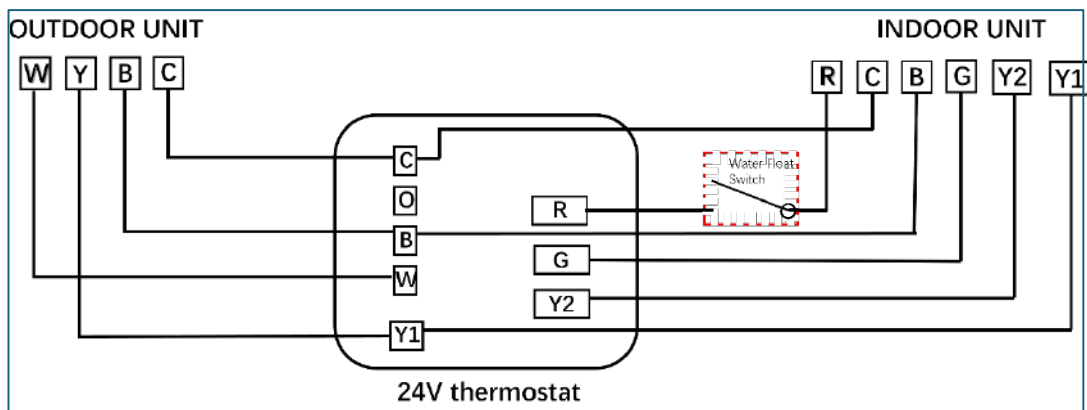 OUTDOOR UNIT
INDOOR UNIT
W Y B C
R C B G Y2 Y1
Water Float
Switch
C
O
R
B
G
W
Y2
Y1
24V thermostat